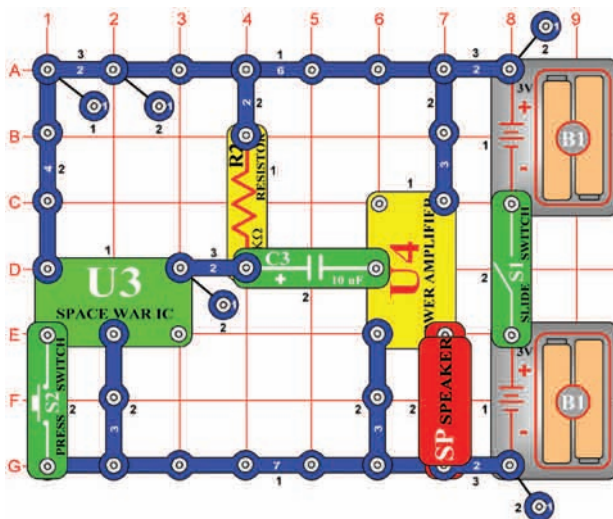 1 2 3 4 5 6 7 8 9
A
B
C
D
E
F
G
3 2 1 6 3 2 2
1 2 1 2 2 2 3V
+
B1
1
-
4 2 3
R2 RESISTOR 1
KΩ
1
U3
SPACE WAR IC
3 2 1 2
C3
+ 10 uF
2
1
U4
POWER AMPLIFIER
2
S1
SLIDE SWITCH
S2
PRESS SWITCH
2
3 2
3 2
SP SPEAKER
2
3V
+
B1
1
-
7 1
2 3
2 1